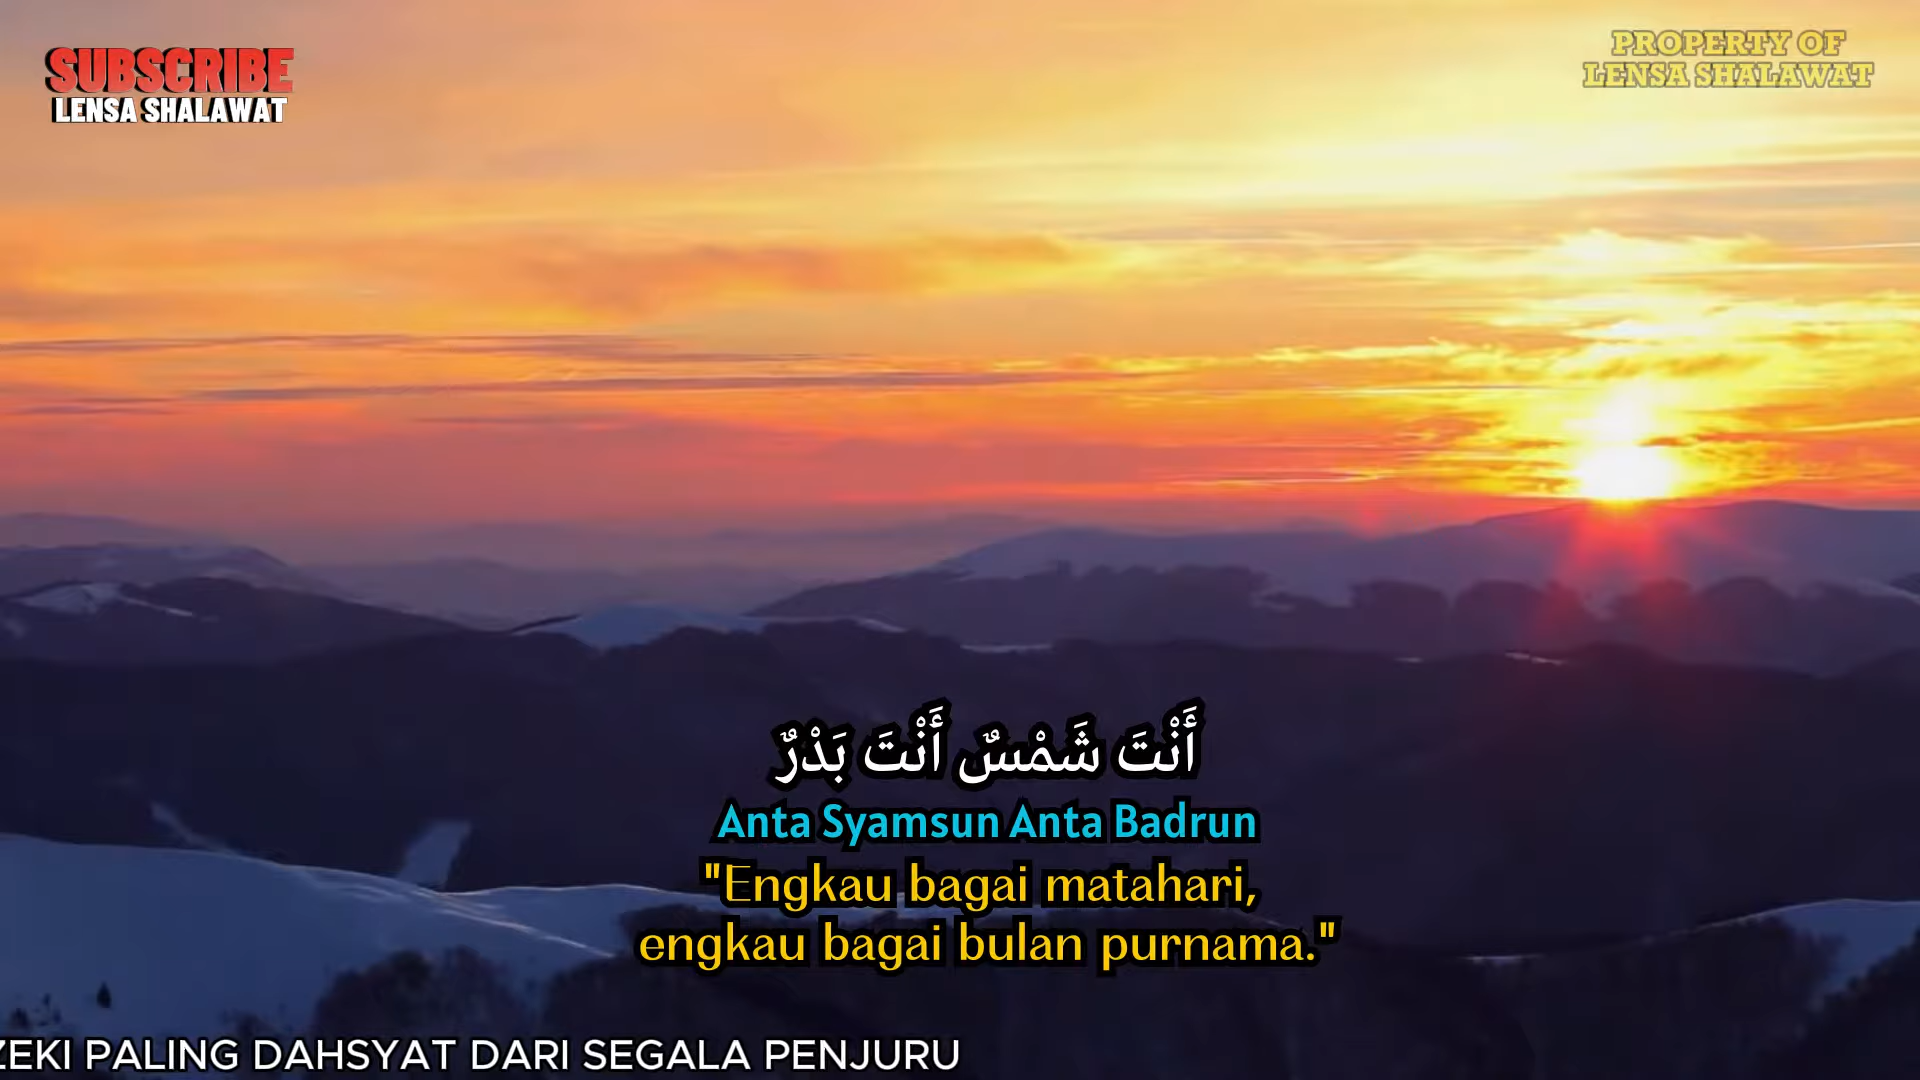 SUBSCRIBE
LENSA SHALAWAT
PROPERTY OF
LENSA SHALAWAT
أَنْتَ شَمْسٌ أَنْتَ بَدْرٌ
Anta Syamsun Anta Badrun
"Engkau bagai matahari,
engkau bagai bulan purnama."
ZEKI PALING DAHSYAT DARI SEGALA PENJURU